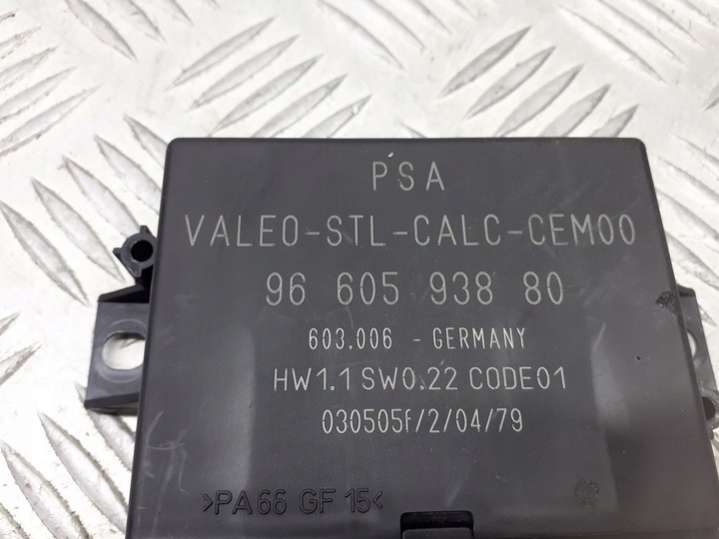 PSA
VALEO-STL-CALC-CEM00
96 605 938 80
603.006 - GERMANY
HW1.1 SW0.22 CODE01
030505F/2/04/79
>PA66 GF 15<